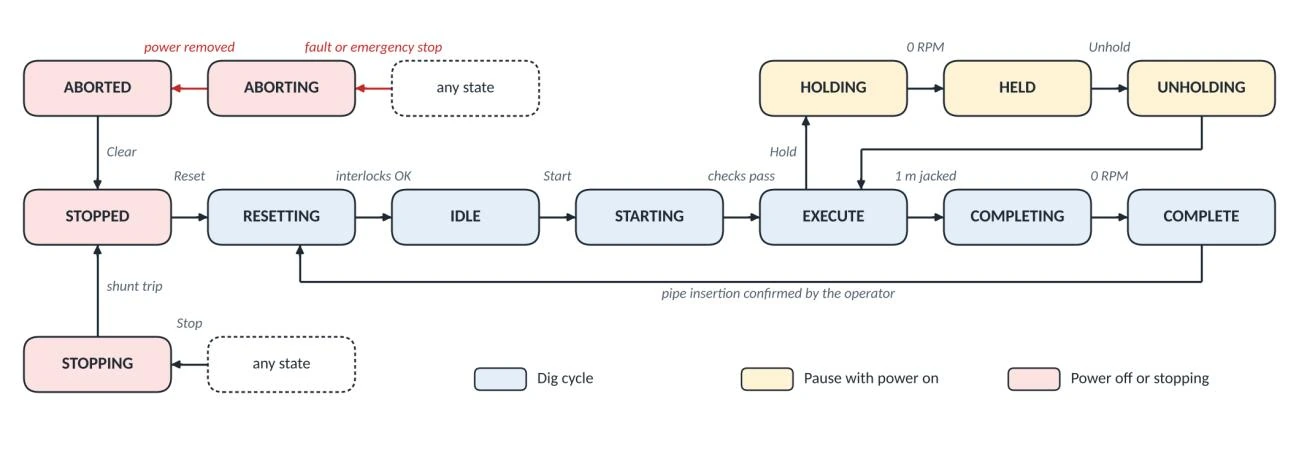 power removed
fault or emergency stop
0 RPM
Unhold
ABORTED
ABORTING
any state
HOLDING
HELD
UNHOLDING
Clear
Hold
Reset
interlocks OK
Start
checks pass
1 m jacked
0 RPM
STOPPED
RESETTING
IDLE
STARTING
EXECUTE
COMPLETING
COMPLETE
shunt trip
pipe insertion confirmed by the operator
Stop
STOPPING
any state
Dig cycle
Pause with power on
Power off or stopping